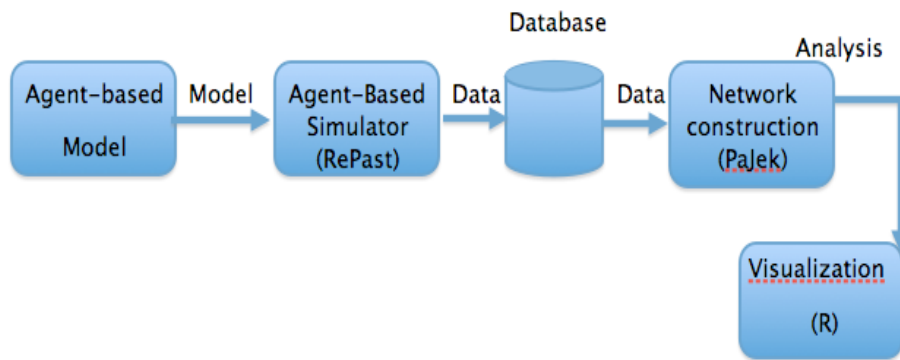 Database
Analysis
Agent-based
Model
Model
Agent-Based
Simulator
(RePast)
Data
Data
Network
construction
(PaJek)
Visualization
(R)